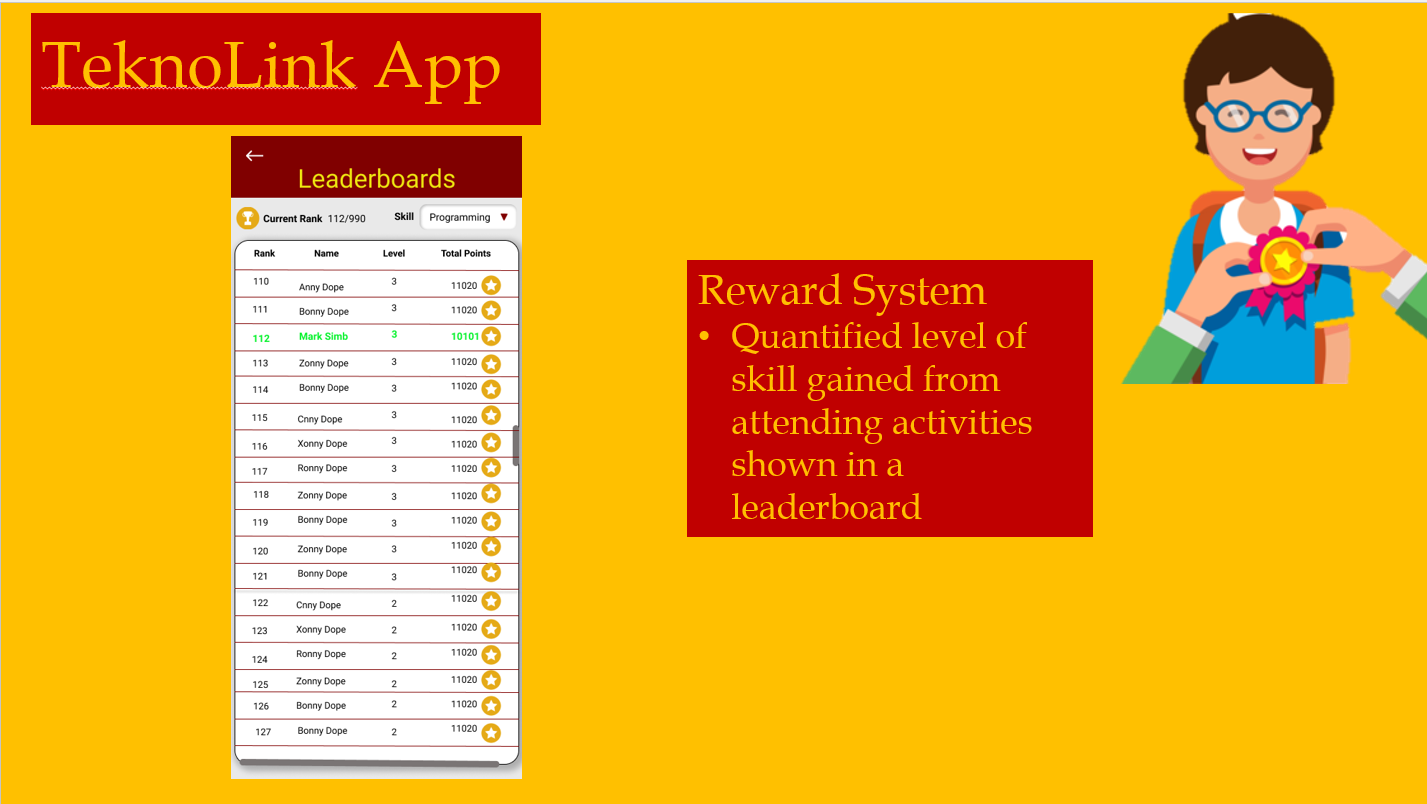 TeknoLink App
Leaderboards
Current Rank 112/990 Skill Programming
Rank Name Level Total Points
110 Anny Dope 3 11020
111 Bonny Dope 3 11020
112 Mark Simb 3 10101
113 Zonny Dope 3 11020
114 Bonny Dope 3 11020
115 Cnny Dope 3 11020
116 Xonny Dope 3 11020
117 Ronny Dope 3 11020
118 Zonny Dope 3 11020
119 Bonny Dope 3 11020
120 Zonny Dope 3 11020
121 Bonny Dope 3 11020
122 Cnny Dope 2 11020
123 Xonny Dope 2 11020
124 Ronny Dope 2 11020
125 Zonny Dope 2 11020
126 Bonny Dope 2 11020
127 Bonny Dope 2 11020
Reward System
• Quantified level of
skill gained from
attending activities
shown in a
leaderboard